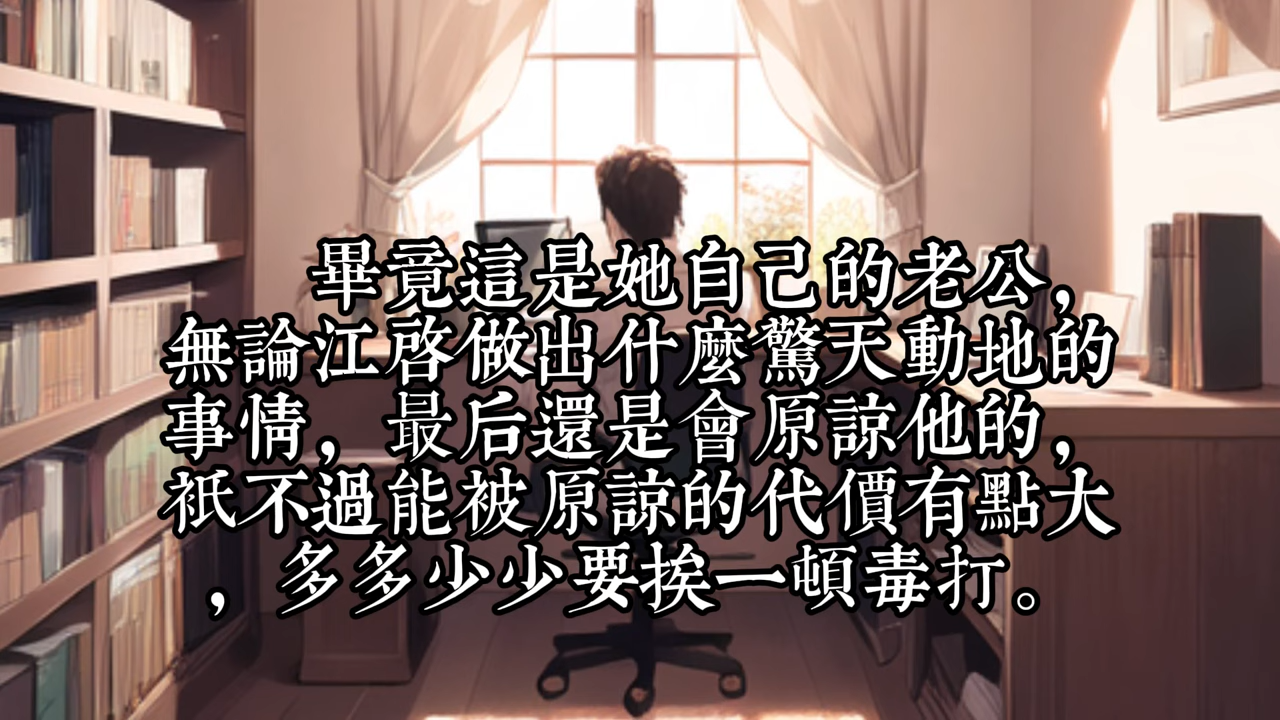 畢竟這是她自己的老公，
無論江啓做出什麼驚天動地的
事情，最后還是會原諒他的，
祇不過能被原諒的代價有點大
，多多少少要挨一頓毒打。